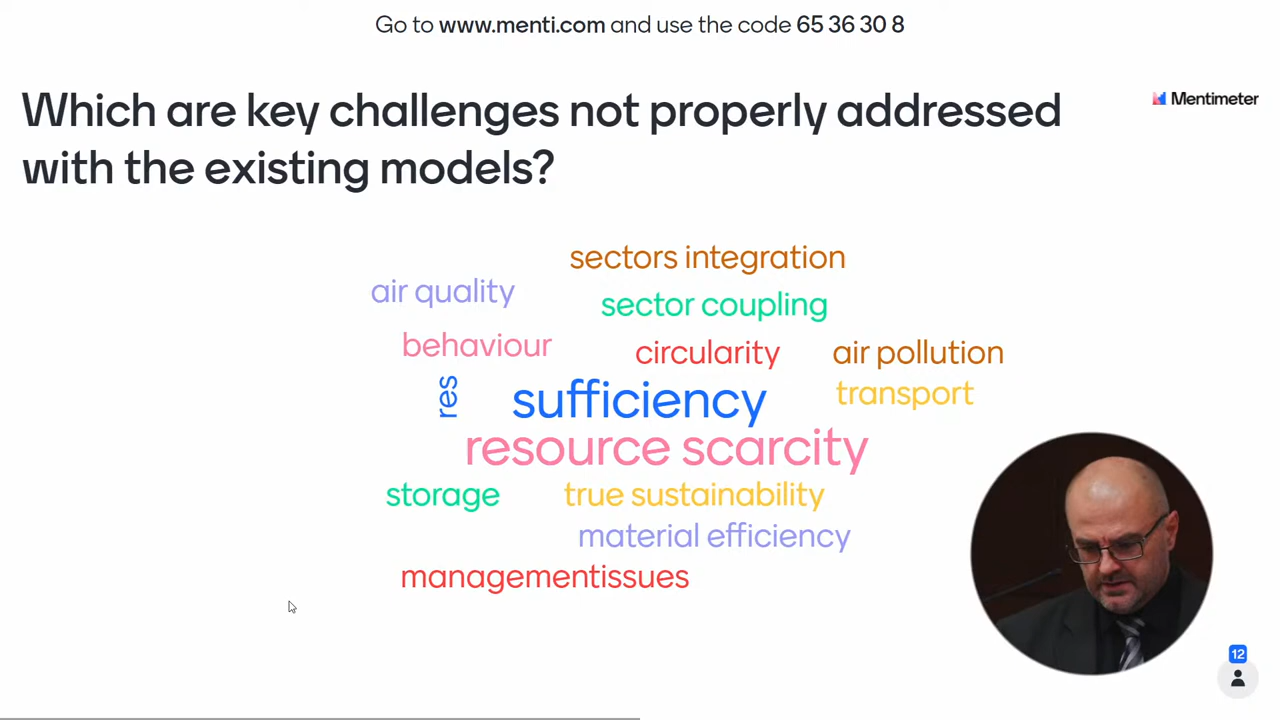 Go to www.menti.com and use the code 65 36 30 8
Which are key challenges not properly addressed
with the existing models?
Mentimeter
sectors integration
air quality
sector coupling
behaviour
circularity
air pollution
res
sufficiency
transport
resource scarcity
storage
true sustainability
material efficiency
managementissues
12